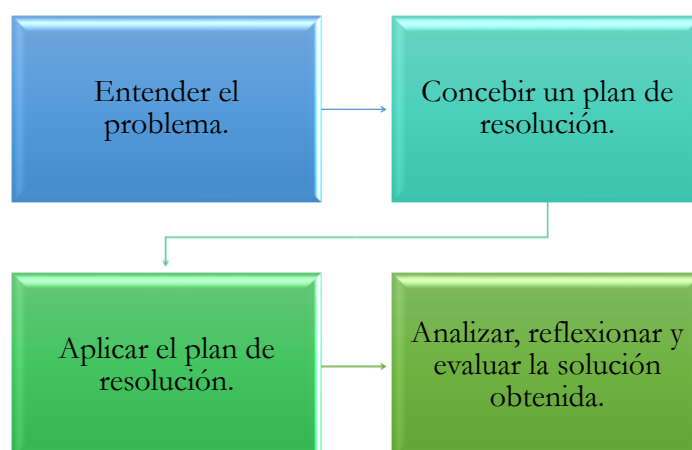 Entender el
problema.
Concebir un plan de
resolución.
Aplicar el plan de
resolución.
Analizar, reflexionar y
evaluar la solución
obtenida.